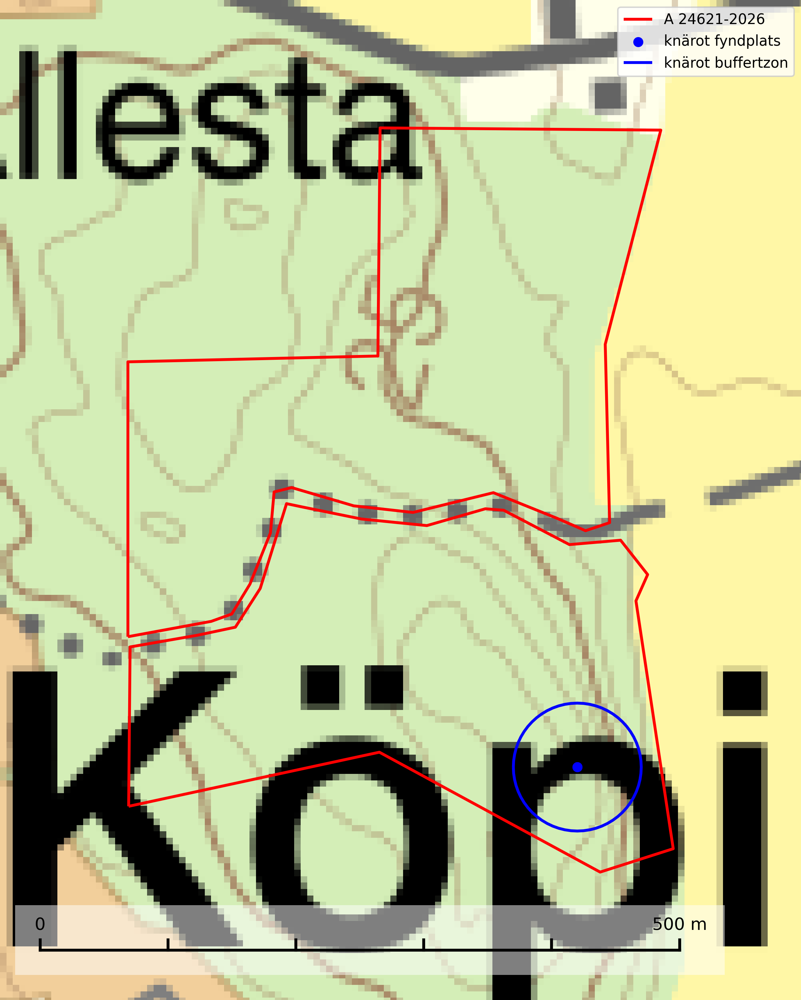 A 24621-2026
knärot fyndplats
knärot buffertzon
llesta
Köpi
0 500 m